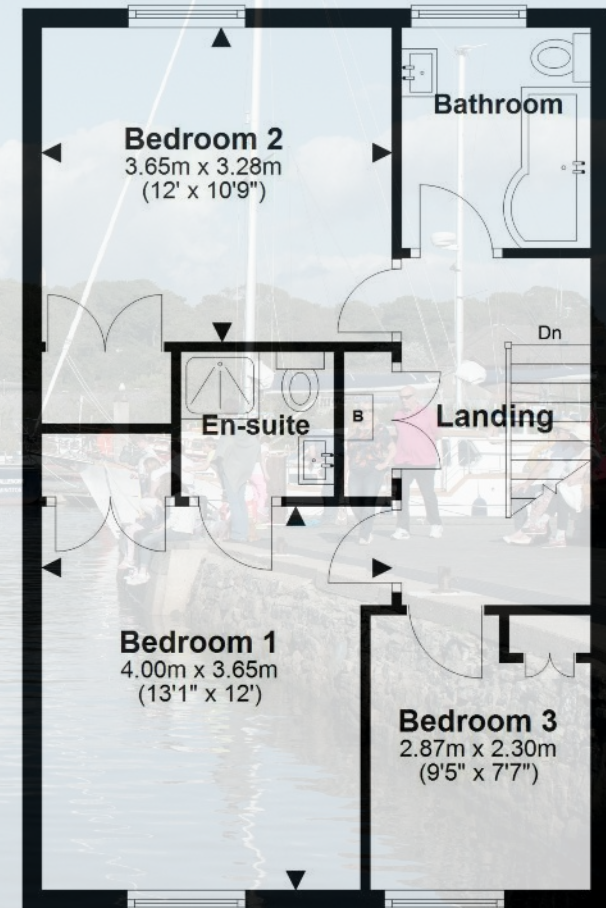 Bedroom 2
3.65m x 3.28m
(12' x 10'9")
Bathroom
Dn
En-suite
B
Landing
Bedroom 1
4.00m x 3.65m
(13'1" x 12')
Bedroom 3
2.87m x 2.30m
(9'5" x 7'7")